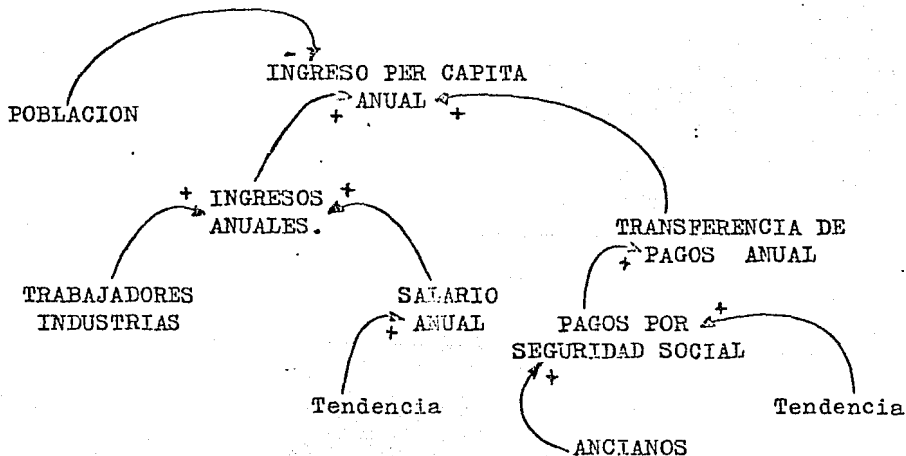 INGRESO PER CAPITA
ANUAL
POBLACION
INGRESOS
ANUALES.
TRANSFERENCIA DE
PAGOS ANUAL
TRABAJADORES
INDUSTRIAS
SALARIO
ANUAL
PAGOS POR
SEGURIDAD SOCIAL
Tendencia
Tendencia
ANCIANOS